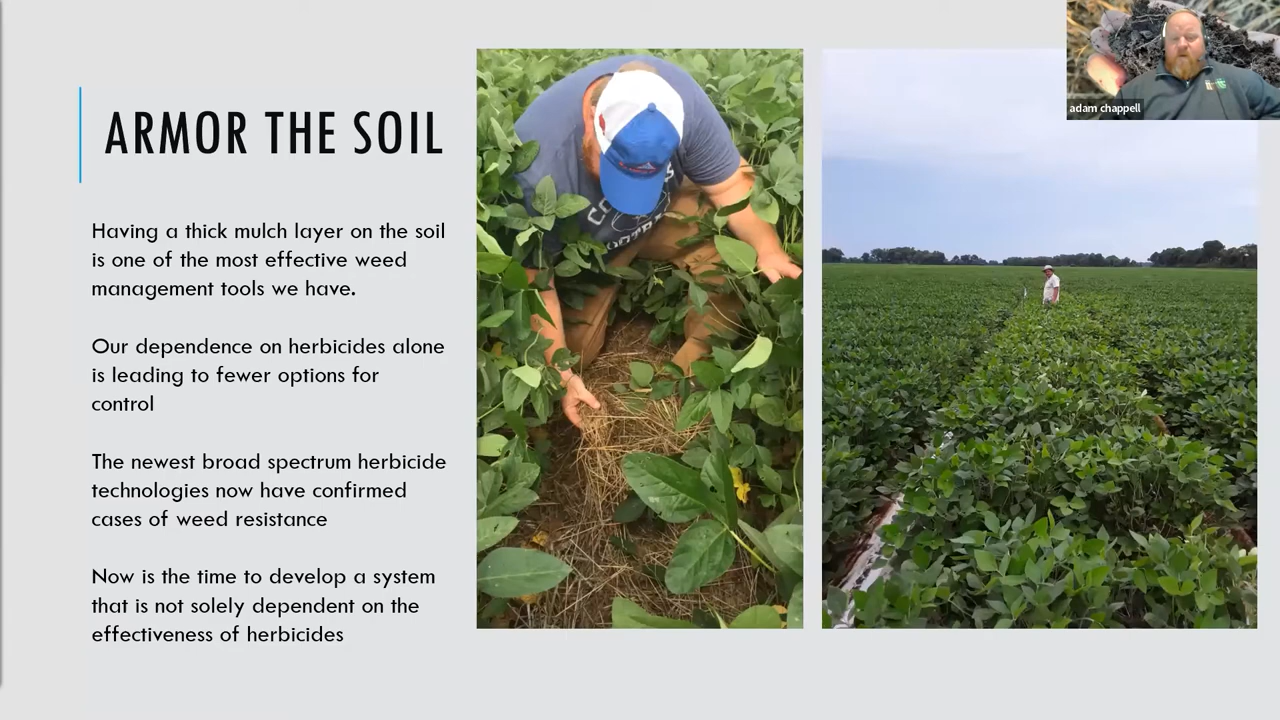 adam chappell
ARMOR THE SOIL
Having a thick mulch layer on the soil
is one of the most effective weed
management tools we have.
Our dependence on herbicides alone
is leading to fewer options for
control
The newest broad spectrum herbicide
technologies now have confirmed
cases of weed resistance
Now is the time to develop a system
that is not solely dependent on the
effectiveness of herbicides